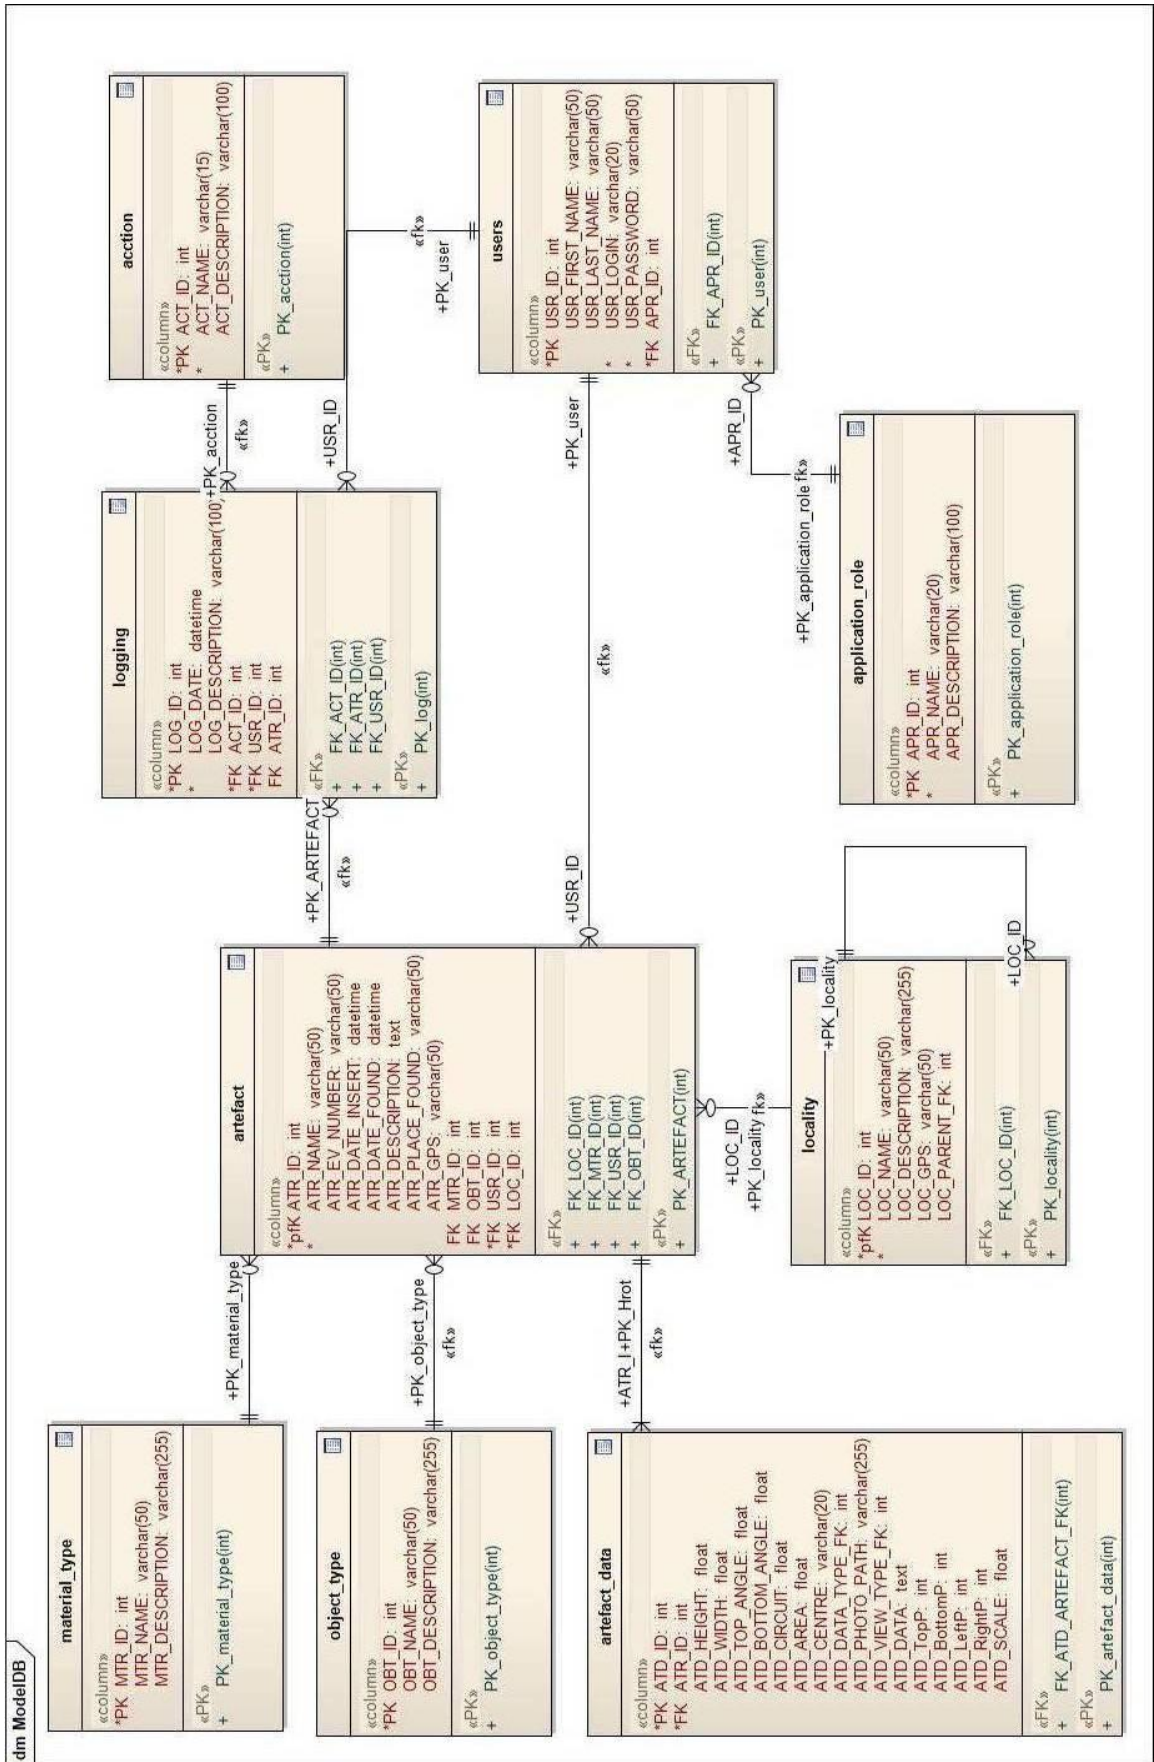 dm ModelDB
material_type
«column»
*PK MTR_ID: int
MTR_NAME: varchar(50)
MTR_DESCRIPTION: varchar(255)
«PK»
+ PK_material_type(int)
+PK_material_type
object_type
«column»
*PK OBT_ID: int
OBT_NAME: varchar(50)
OBT_DESCRIPTION: varchar(255)
«PK»
+ PK_object_type(int)
+PK_object_type
«fk»
artefact_data
«column»
*PK ATD_ID: int
*FK ATR_ID: int
ATD_HEIGHT: float
ATD_WIDTH: float
ATD_TOP_ANGLE: float
ATD_BOTTOM_ANGLE: float
ATD_CIRCUIT: float
ATD_AREA: float
ATD_CENTRE: varchar(20)
ATD_DATA_TYPE_FK: int
ATD_PHOTO_PATH: varchar(255)
ATD_VIEW_TYPE_FK: int
ATD_DATA: text
ATD_TopP: int
ATD_BottomP: int
ATD_LeftP: int
ATD_RightP: int
ATD_SCALE: float
«FK»
+ FK_ATD_ARTEFACT_FK(int)
«PK»
+ PK_artefact_data(int)
+ATR_I+PK_Hrot
«fk»
artefact
«column»
*pfK ATR_ID: int
* ATR_NAME: varchar(50)
ATR_EV_NUMBER: varchar(50)
ATR_DATE_INSERT: datetime
ATR_DATE_FOUND: datetime
ATR_DESCRIPTION: text
ATR_PLACE_FOUND: varchar(50)
ATR_GPS: varchar(50)
FK MTR_ID: int
FK OBT_ID: int
*FK USR_ID: int
*FK LOC_ID: int
«FK»
+ FK_LOC_ID(int)
+ FK_MTR_ID(int)
+ FK_USR_ID(int)
+ FK_OBT_ID(int)
«PK»
+ PK_ARTEFACT(int)
+LOC_ID
+PK_locality fk»
locality
«column»
*pfK LOC_ID: int
* LOC_NAME: varchar(50)
LOC_DESCRIPTION: varchar(255)
LOC_GPS: varchar(50)
LOC_PARENT_FK: int
«FK»
+ FK_LOC_ID(int)
«PK»
+ PK_locality(int)
+PK_locality
+LOC_ID
+PK_ARTEFACT
«fk»
+USR_ID
«fk»
+PK_user
logging
«column»
*PK LOG_ID: int
* LOG_DATE: datetime
LOG_DESCRIPTION: varchar(100)
*FK ACT_ID: int
*FK USR_ID: int
FK ATR_ID: int
«FK»
+ FK_ACT_ID(int)
+ FK_ATR_ID(int)
+ FK_USR_ID(int)
«PK»
+ PK_log(int)
+PK_acction
«fk»
+USR_ID
acction
«column»
*PK ACT_ID: int
* ACT_NAME: varchar(15)
ACT_DESCRIPTION: varchar(100)
«PK»
+ PK_acction(int)
«fk»
+PK_user
users
«column»
*PK USR_ID: int
USR_FIRST_NAME: varchar(50)
USR_LAST_NAME: varchar(50)
* USR_LOGIN: varchar(20)
* USR_PASSWORD: varchar(50)
*FK APR_ID: int
«FK»
+ FK_APR_ID(int)
«PK»
+ PK_user(int)
+APR_ID
+PK_application_role fk»
application_role
«column»
*PK APR_ID: int
* APR_NAME: varchar(20)
APR_DESCRIPTION: varchar(100)
«PK»
+ PK_application_role(int)